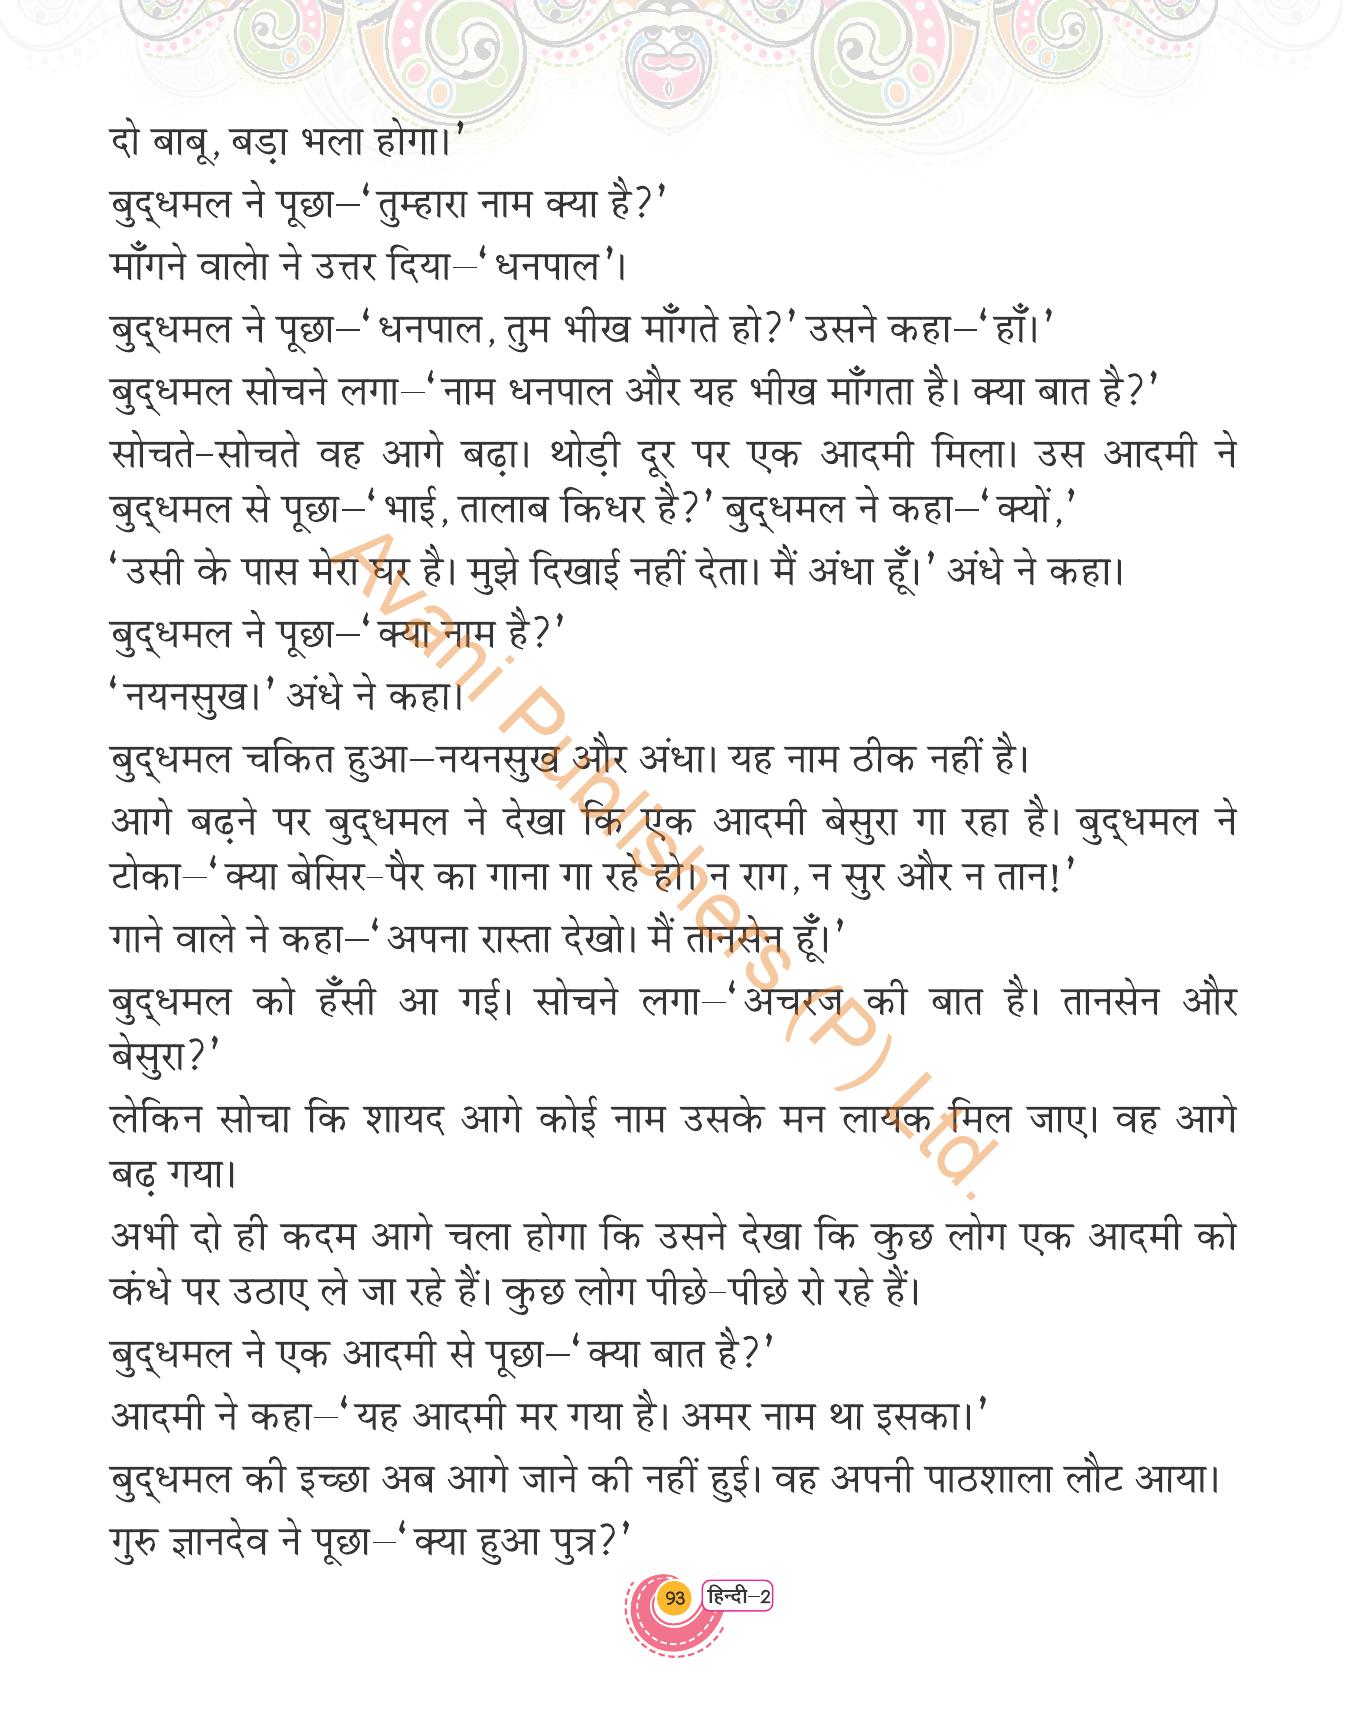 दो बाबू, बड़ा भला होगा।’
बुद्धमल ने पूछा–‘तुम्हारा नाम क्या है?’
माँगने वालो ने उत्तर दिया–‘धनपाल’।
बुद्धमल ने पूछा–‘धनपाल, तुम भीख माँगते हो?’ उसने कहा–‘हाँ।’
बुद्धमल सोचने लगा–‘नाम धनपाल और यह भीख माँगता है। क्या बात है?’
सोचते-सोचते वह आगे बढ़ा। थोड़ी दूर पर एक आदमी मिला। उस आदमी ने
बुद्धमल से पूछा–‘भाई, तालाब किधर है?’ बुद्धमल ने कहा–‘क्यों,’
‘उसी के पास मेरा घर है। मुझे दिखाई नहीं देता। मैं अंधा हूँ।’ अंधे ने कहा।
बुद्धमल ने पूछा–‘क्या नाम है?’
‘नयनसुख।’ अंधे ने कहा।
बुद्धमल चकित हुआ–नयनसुख और अंधा। यह नाम ठीक नहीं है।
आगे बढ़ने पर बुद्धमल ने देखा कि एक आदमी बेसुरा गा रहा है। बुद्धमल ने
टोका–‘क्या बेसिर-पैर का गाना गा रहे हो। न राग, न सुर और न तान!’
गाने वाले ने कहा–‘अपना रास्ता देखो। मैं तानसेन हूँ।’
बुद्धमल को हँसी आ गई। सोचने लगा–‘अचरज की बात है। तानसेन और
बेसुरा?’
लेकिन सोचा कि शायद आगे कोई नाम उसके मन लायक मिल जाए। वह आगे
बढ़ गया।
अभी दो ही कदम आगे चला होगा कि उसने देखा कि कुछ लोग एक आदमी को
कंधे पर उठाए ले जा रहे हैं। कुछ लोग पीछे-पीछे रो रहे हैं।
बुद्धमल ने एक आदमी से पूछा–‘क्या बात है?’
आदमी ने कहा–‘यह आदमी मर गया है। अमर नाम था इसका।’
बुद्धमल की इच्छा अब आगे जाने की नहीं हुई। वह अपनी पाठशाला लौट आया।
गुरु ज्ञानदेव ने पूछा–‘क्या हुआ पुत्र?’
93 हिन्दी–2
Avani Publishers (P) Ltd.